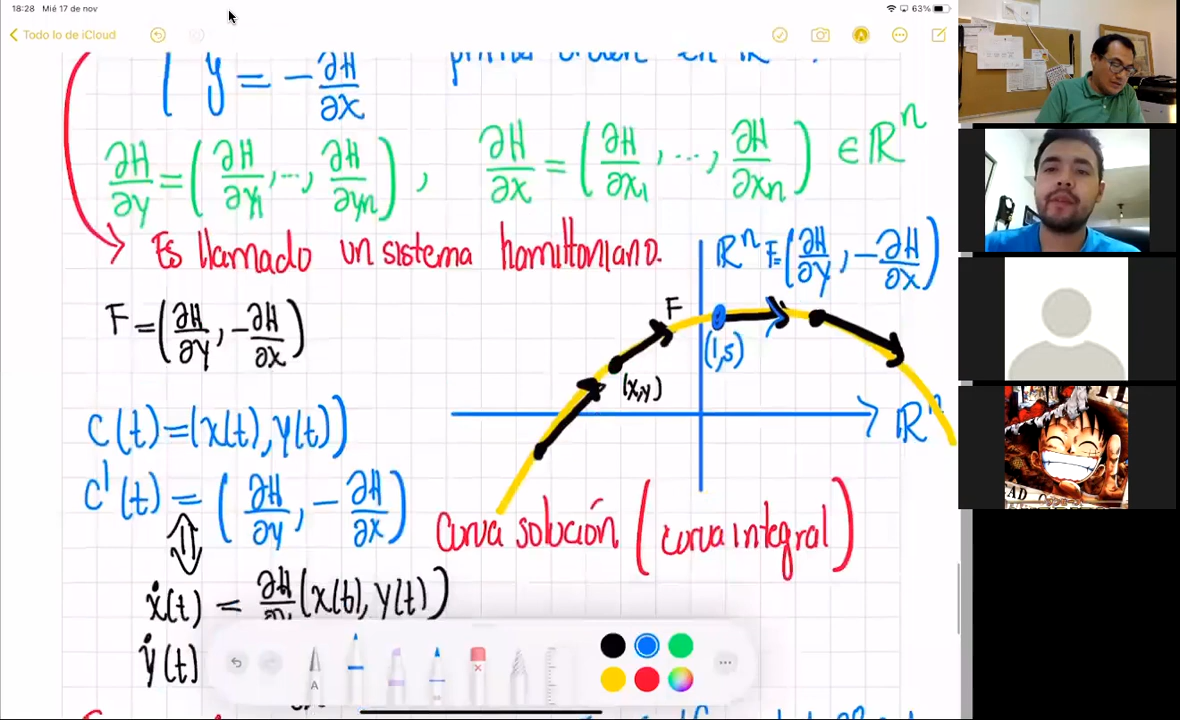 18:28 Mié 17 de nov
63%
Todo lo de iCloud
ẏ = -∂H/∂x
∂H/∂y = (∂H/∂y1, ..., ∂H/∂yn) , ∂H/∂x = (∂H/∂x1, ..., ∂H/∂xn) ∈ ℝⁿ
Es llamado un sistema hamiltoniano.
ℝⁿ F=(∂H/∂y, -∂H/∂x)
F = (∂H/∂y, -∂H/∂x)
F
(1,5)
(x,y)
ℝⁿ
C(t) = (x(t), y(t))
C'(t) = (∂H/∂y, -∂H/∂x)
Curva solución (curva integral)
⇕
ẋ(t) = ∂H (x(t), y(t))
ẏ(t)
A
AD